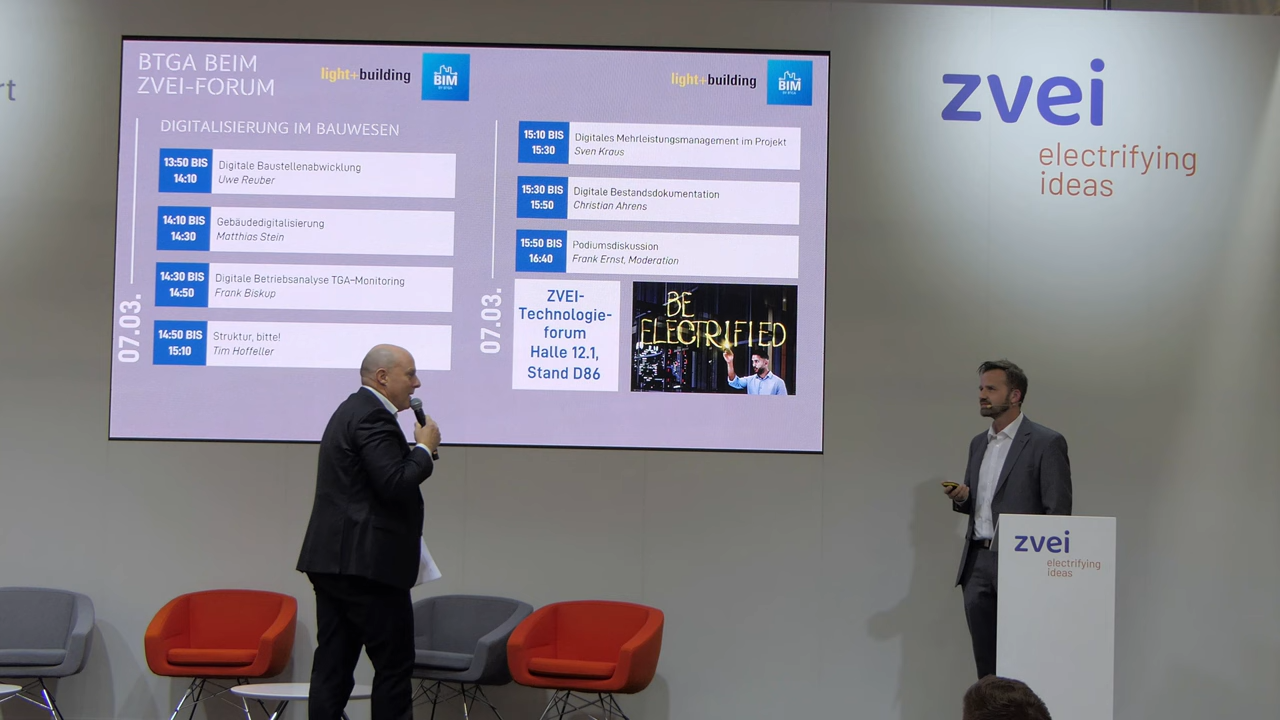 rt
BTGA BEIM
ZVEI-FORUM
light+building
BIM
BY BTGA
DIGITALISIERUNG IM BAUWESEN
07.03.
13:50 BIS
14:10
Digitale Baustellenabwicklung
Uwe Reuber
14:10 BIS
14:30
Gebäudedigitalisierung
Matthias Stein
14:30 BIS
14:50
Digitale Betriebsanalyse TGA-Monitoring
Frank Biskup
14:50 BIS
15:10
Struktur, bitte!
Tim Hoffeller
light+building
BIM
BY BTGA
07.03.
15:10 BIS
15:30
Digitales Mehrleistungsmanagement im Projekt
Sven Kraus
15:30 BIS
15:50
Digitale Bestandsdokumentation
Christian Ahrens
15:50 BIS
16:40
Podiumsdiskussion
Frank Ernst, Moderation
ZVEI-
Technologie-
forum
Halle 12.1,
Stand D86
BE
ELECTRIFIED
zvei
electrifying
ideas
zvei
electrifying
ideas